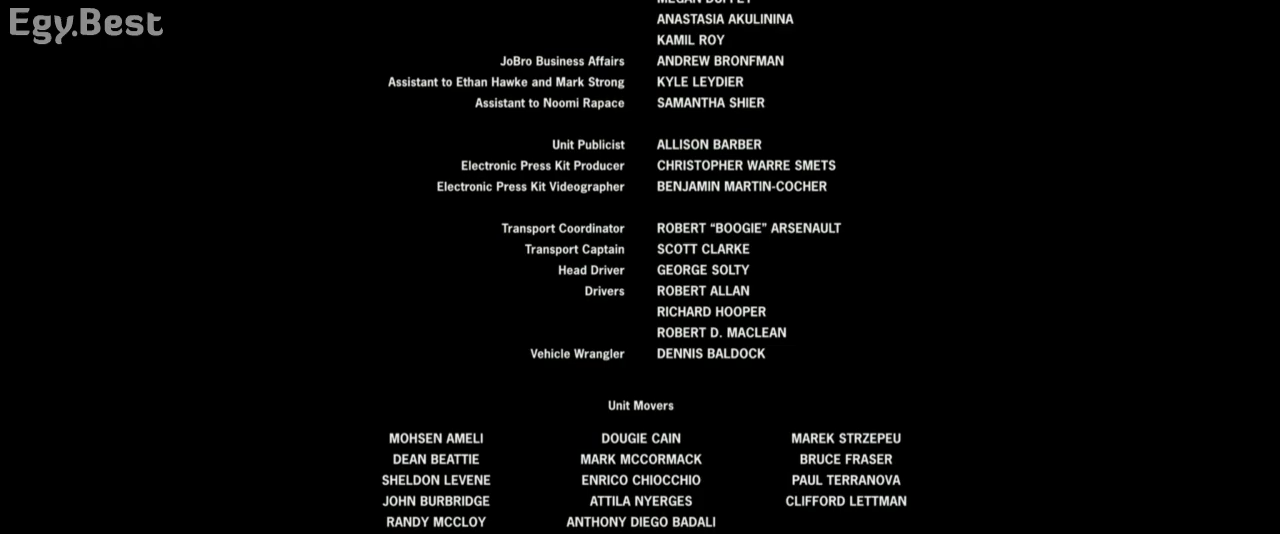 Egy.Best
MEGAN DUFFEY
ANASTASIA AKULININA
KAMIL ROY
JoBro Business Affairs ANDREW BRONFMAN
Assistant to Ethan Hawke and Mark Strong KYLE LEYDIER
Assistant to Noomi Rapace SAMANTHA SHIER
Unit Publicist ALLISON BARBER
Electronic Press Kit Producer CHRISTOPHER WARRE SMETS
Electronic Press Kit Videographer BENJAMIN MARTIN-COCHER
Transport Coordinator ROBERT “BOOGIE” ARSENAULT
Transport Captain SCOTT CLARKE
Head Driver GEORGE SOLTY
Drivers ROBERT ALLAN
RICHARD HOOPER
ROBERT D. MACLEAN
Vehicle Wrangler DENNIS BALDOCK
Unit Movers
MOHSEN AMELI DOUGIE CAIN MAREK STRZEPEU
DEAN BEATTIE MARK MCCORMACK BRUCE FRASER
SHELDON LEVENE ENRICO CHIOCCHIO PAUL TERRANOVA
JOHN BURBRIDGE ATTILA NYERGES CLIFFORD LETTMAN
RANDY MCCLOY ANTHONY DIEGO BADALI